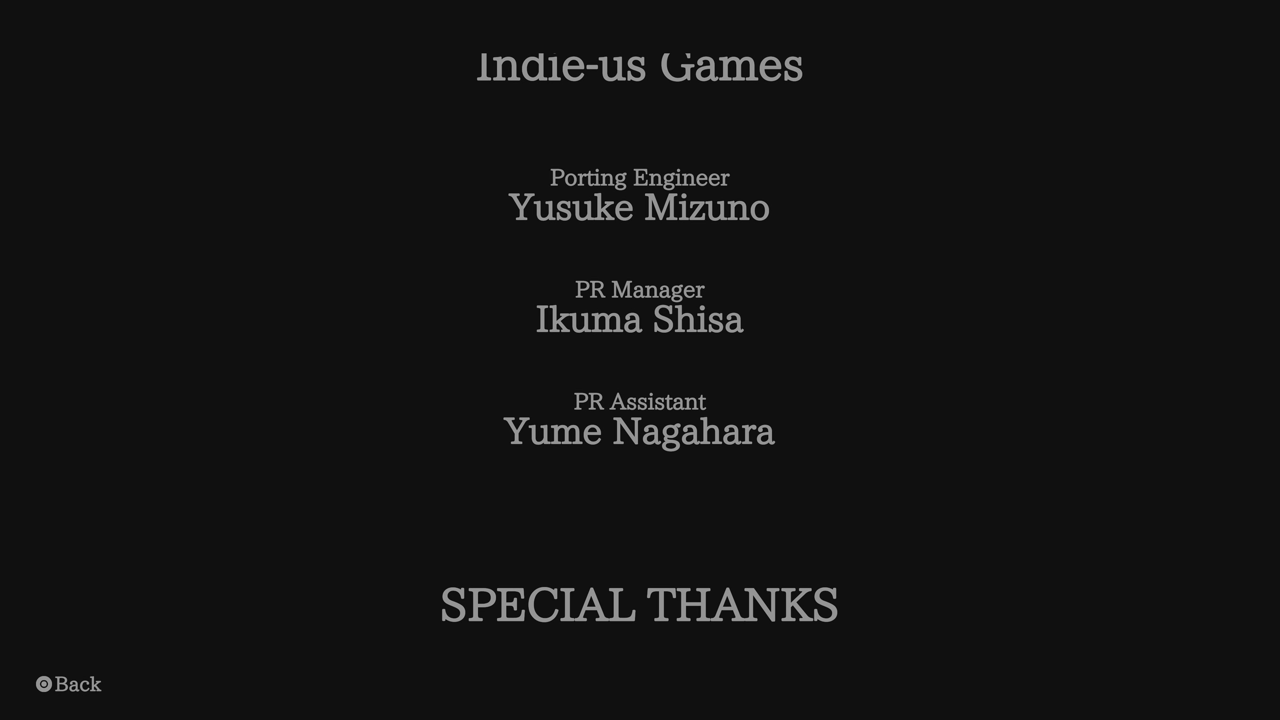 Indie-us Games
Porting Engineer
Yusuke Mizuno
PR Manager
Ikuma Shisa
PR Assistant
Yume Nagahara
SPECIAL THANKS
Back